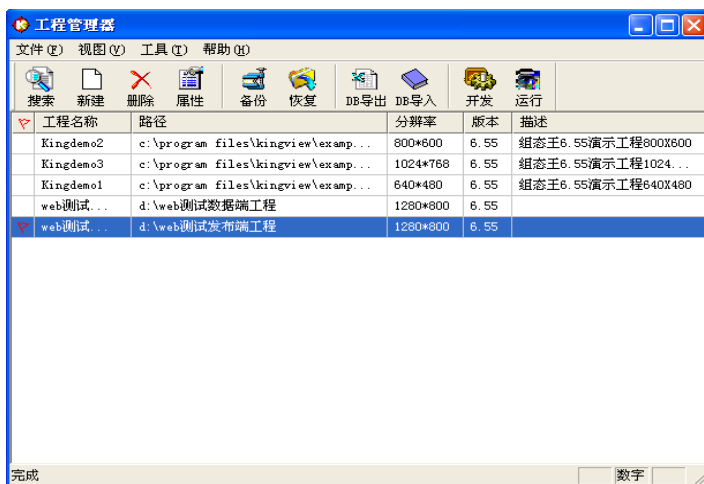 工程管理器
文件(F) 视图(V) 工具(T) 帮助(H)
搜索 新建 删除 属性 备份 恢复 DB导出 DB导入 开发 运行
工程名称 路径 分辨率 版本 描述
Kingdemo2 c:\program files\kingview\examp... 800*600 6.55 组态王6.55演示工程800X600
Kingdemo3 c:\program files\kingview\examp... 1024*768 6.55 组态王6.55演示工程1024...
Kingdemo1 c:\program files\kingview\examp... 640*480 6.55 组态王6.55演示工程640X480
web测试... d:\web测试数据端工程 1280*800 6.55
web测试... d:\web测试发布端工程 1280*800 6.55
完成 数字